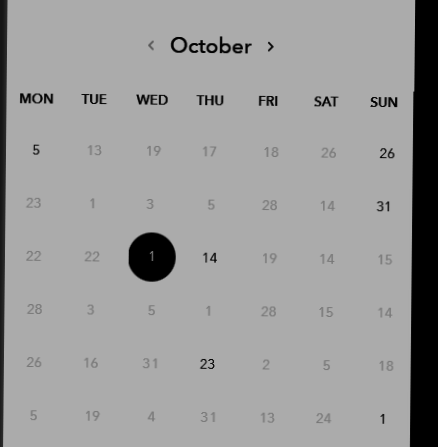 ‹ October ›
MON TUE WED THU FRI SAT SUN
5 13 19 17 18 26 26
23 1 3 5 28 14 31
22 22 1 14 19 14 15
28 3 5 1 28 15 14
26 16 31 23 2 5 18
5 19 4 31 13 24 1